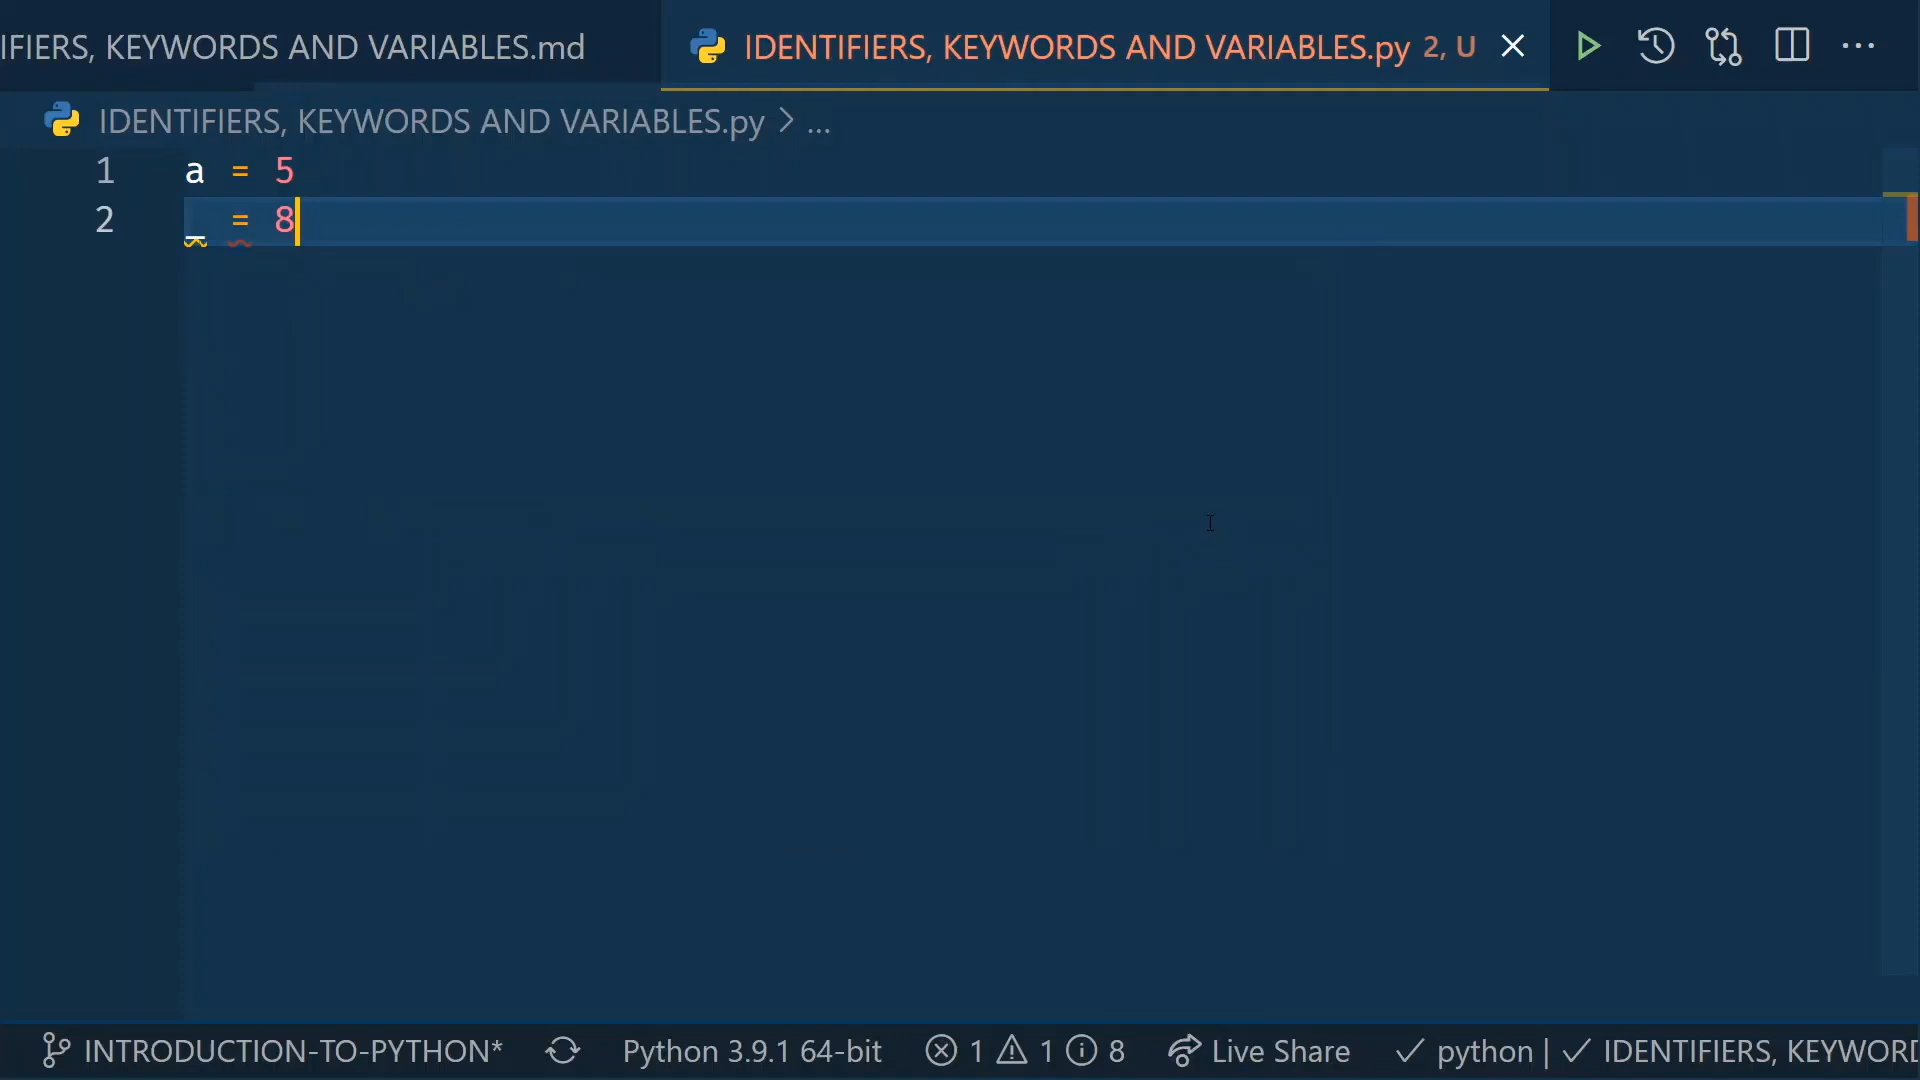 IFIERS, KEYWORDS AND VARIABLES.md
IDENTIFIERS, KEYWORDS AND VARIABLES.py 2, U
IDENTIFIERS, KEYWORDS AND VARIABLES.py > ...
1 a = 5
2 _ = 8
INTRODUCTION-TO-PYTHON* Python 3.9.1 64-bit 1 1 8 Live Share ✓ python | ✓ IDENTIFIERS, KEYWORD